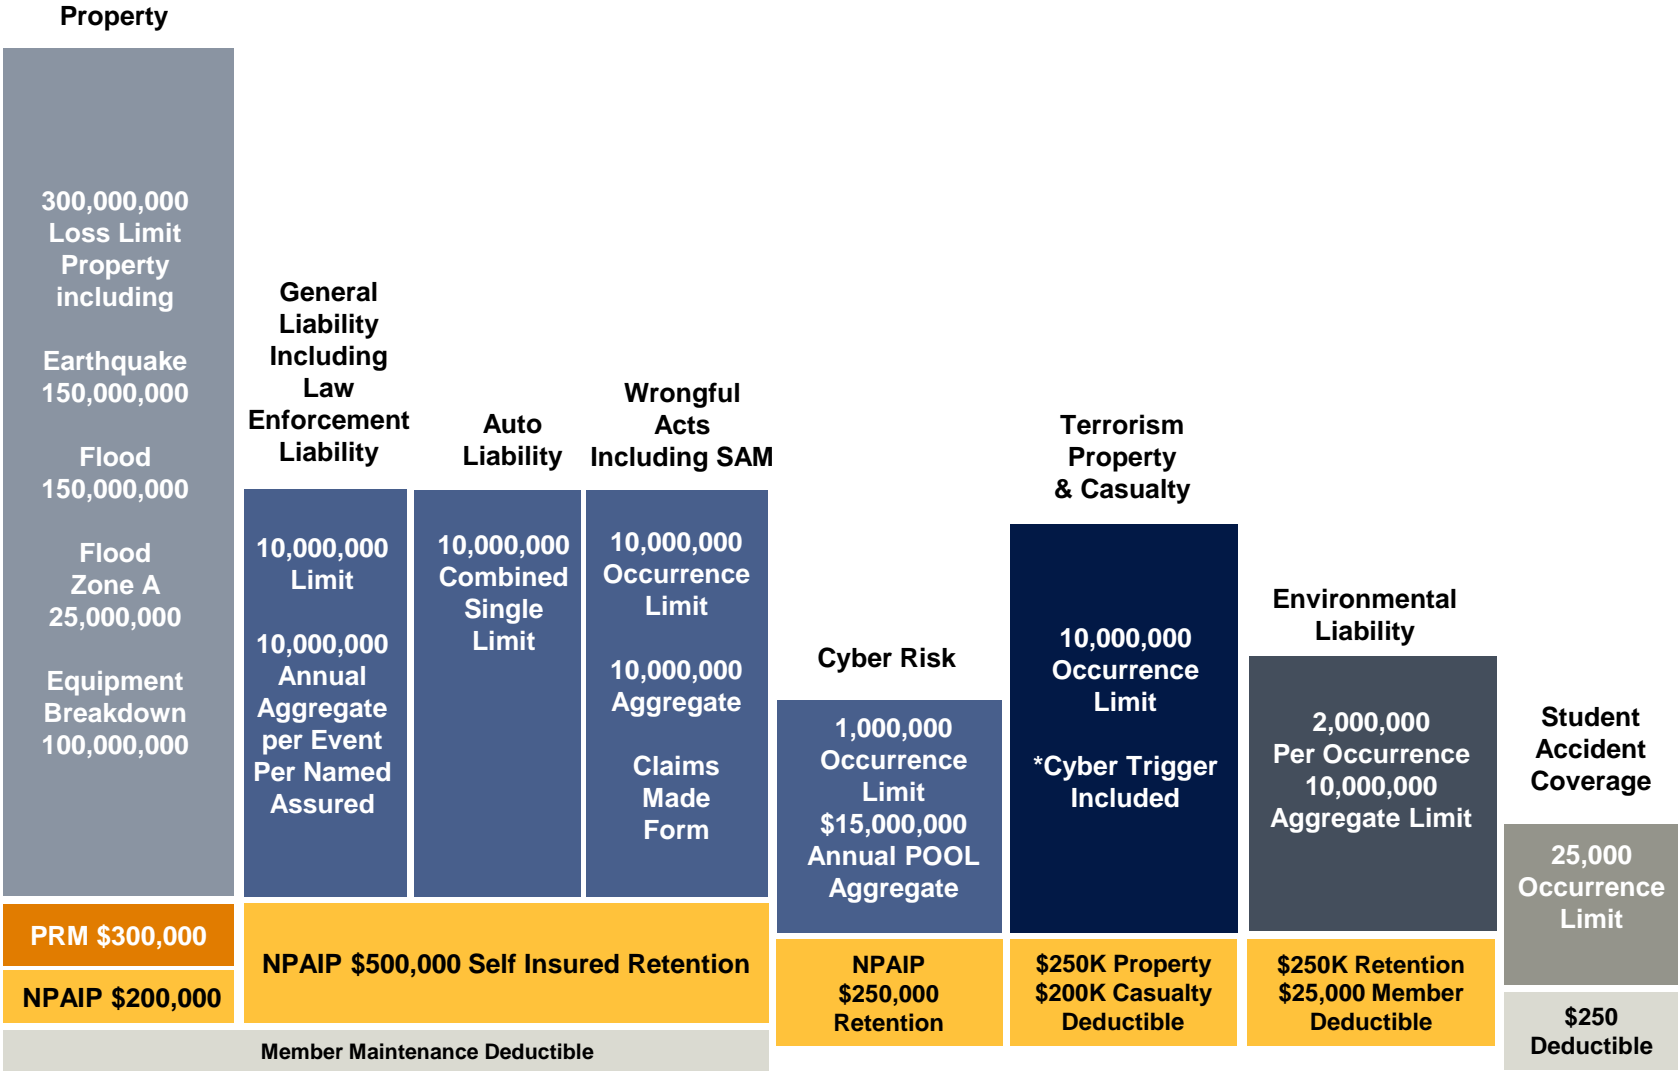 Property
300,000,000
Loss Limit
Property
including
Earthquake
150,000,000
Flood
150,000,000
Flood
Zone A
25,000,000
Equipment
Breakdown
100,000,000
PRM $300,000
NPAIP $200,000
General
Liability
Including
Law
Enforcement
Liability
10,000,000
Limit
10,000,000
Annual
Aggregate
per Event
Per Named
Assured
Auto
Liability
10,000,000
Combined
Single
Limit
Wrongful
Acts
Including SAM
10,000,000
Occurrence
Limit
10,000,000
Aggregate
Claims
Made
Form
NPAIP $500,000 Self Insured Retention
Member Maintenance Deductible
Cyber Risk
1,000,000
Occurrence
Limit
$15,000,000
Annual POOL
Aggregate
NPAIP
$250,000
Retention
Terrorism
Property
& Casualty
10,000,000
Occurrence
Limit
*Cyber Trigger
Included
$250K Property
$200K Casualty
Deductible
Environmental
Liability
2,000,000
Per Occurrence
10,000,000
Aggregate Limit
$250K Retention
$25,000 Member
Deductible
Student
Accident
Coverage
25,000
Occurrence
Limit
$250
Deductible